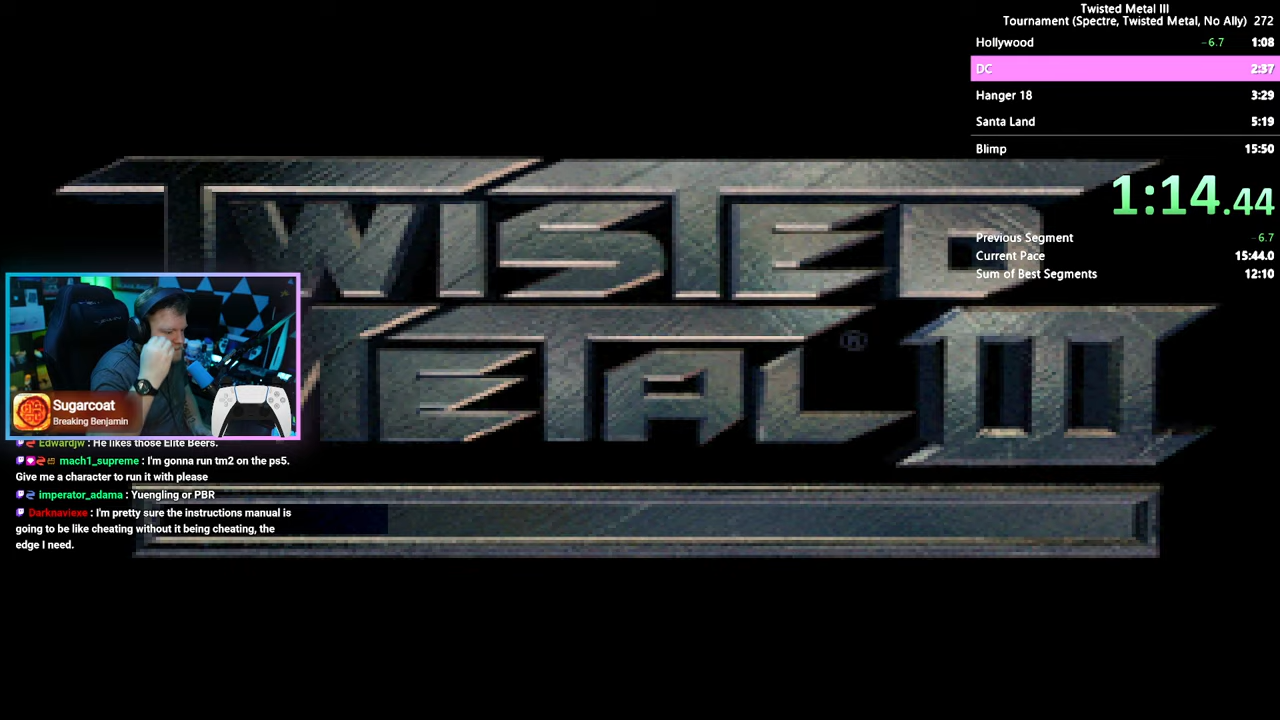 Twisted Metal III
Tournament (Spectre, Twisted Metal, No Ally) 272
Hollywood -6.7 1:08
DC 2:37
Hanger 18 3:29
Santa Land 5:19
Blimp 15:50
1:14.44
Previous Segment -6.7
Current Pace 15:44.0
Sum of Best Segments 12:10
TWISTED
METAL ® III
Sugarcoat
Breaking Benjamin
Edwardjw : He likes those Elite Beers.
mach1_supreme : I'm gonna run tm2 on the ps5.
Give me a character to run it with please
imperator_adama : Yuengling or PBR
Darknaviexe : I'm pretty sure the instructions manual is
going to be like cheating without it being cheating, the
edge I need.